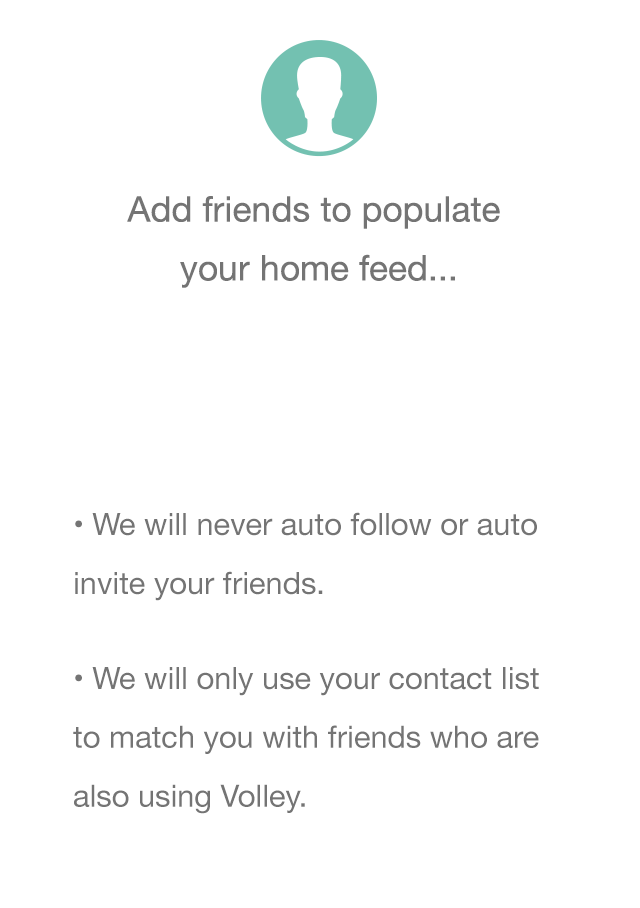 Add friends to populate
your home feed...
• We will never auto follow or auto
invite your friends.
• We will only use your contact list
to match you with friends who are
also using Volley.